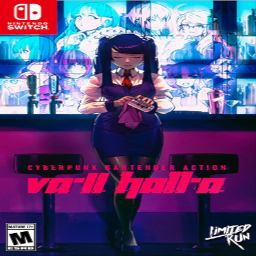 NINTENDO
SWITCH
CYBERPUNK BARTENDER ACTION
VA-11 HALL-A
MATURE 17+
M
ESRB
LIMITED
RUN